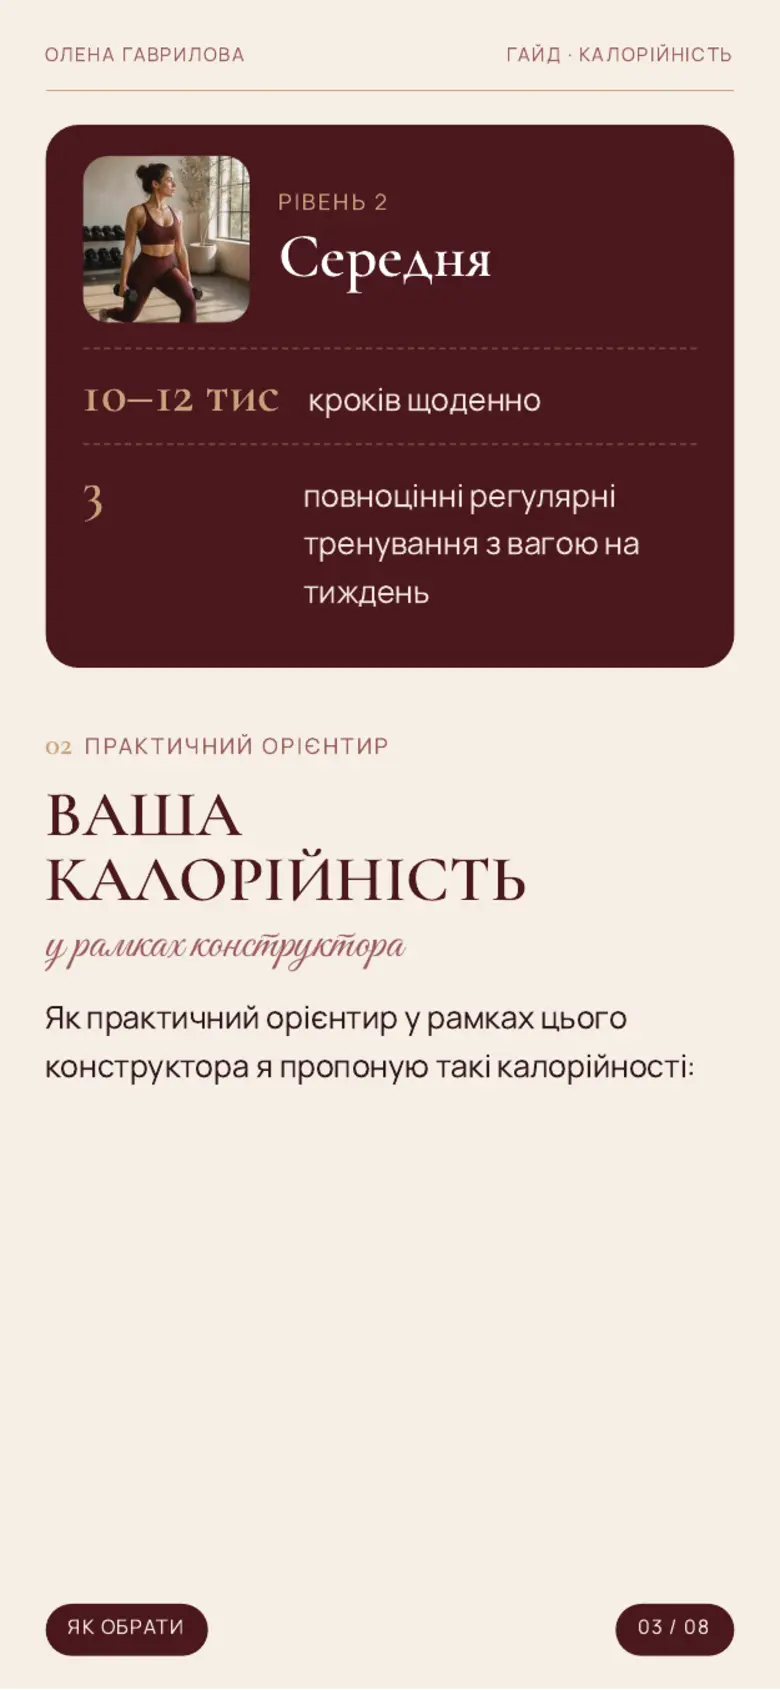 ОЛЕНА ГАВРИЛОВА
ГАЙД · КАЛОРІЙНІСТЬ
РІВЕНЬ 2
Середня
10–12 тис кроків щоденно
3 повноцінні регулярні
тренування з вагою на
тиждень
02 ПРАКТИЧНИЙ ОРІЄНТИР
ВАША
КАЛОРІЙНІСТЬ
у рамках конструктора
Як практичний орієнтир у рамках цього
конструктора я пропоную такі калорійності:
ЯК ОБРАТИ
03 / 08